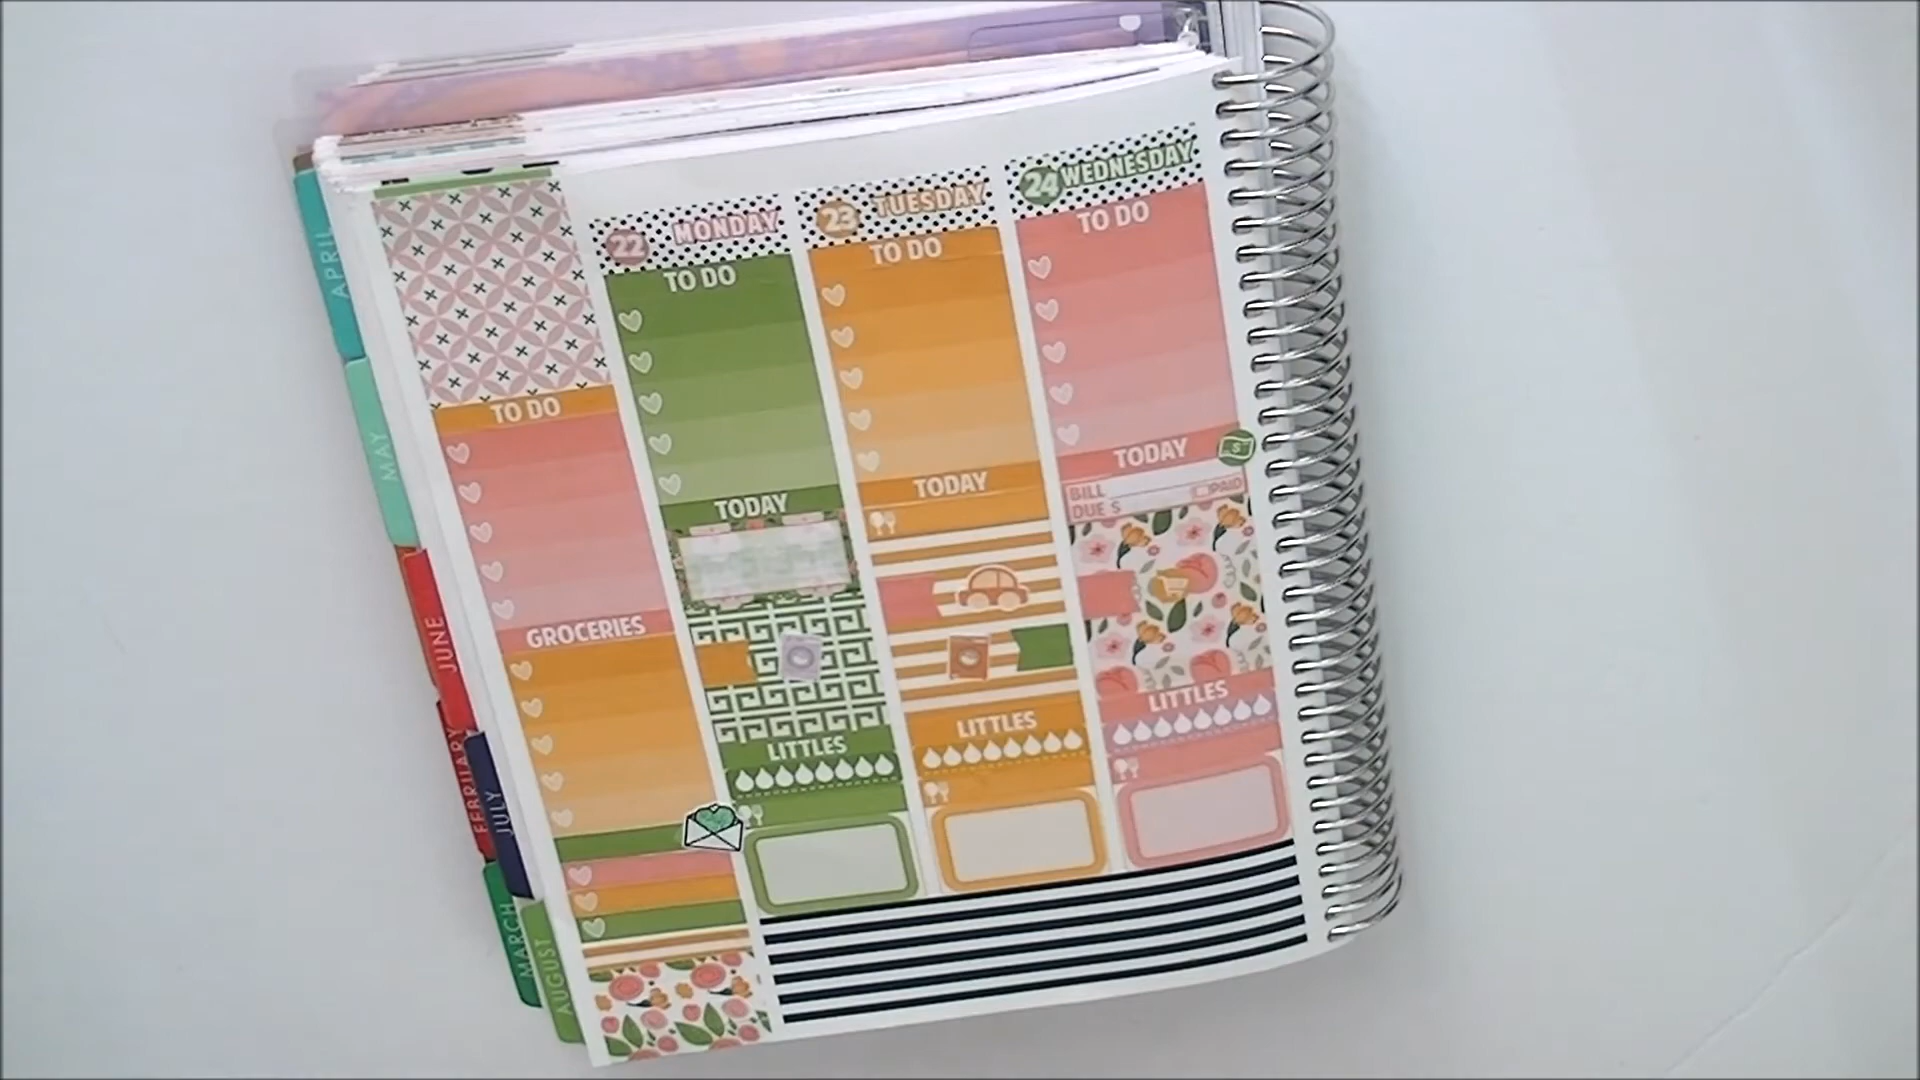 22 MONDAY
23 TUESDAY
24 WEDNESDAY
TO DO
GROCERIES
TO DO
TODAY
LITTLES
TO DO
TODAY
LITTLES
TO DO
TODAY
$
BILL PAID
DUE $
LITTLES
APRIL
MAY
JUNE
FEBRUARY
JULY
MARCH
AUGUST